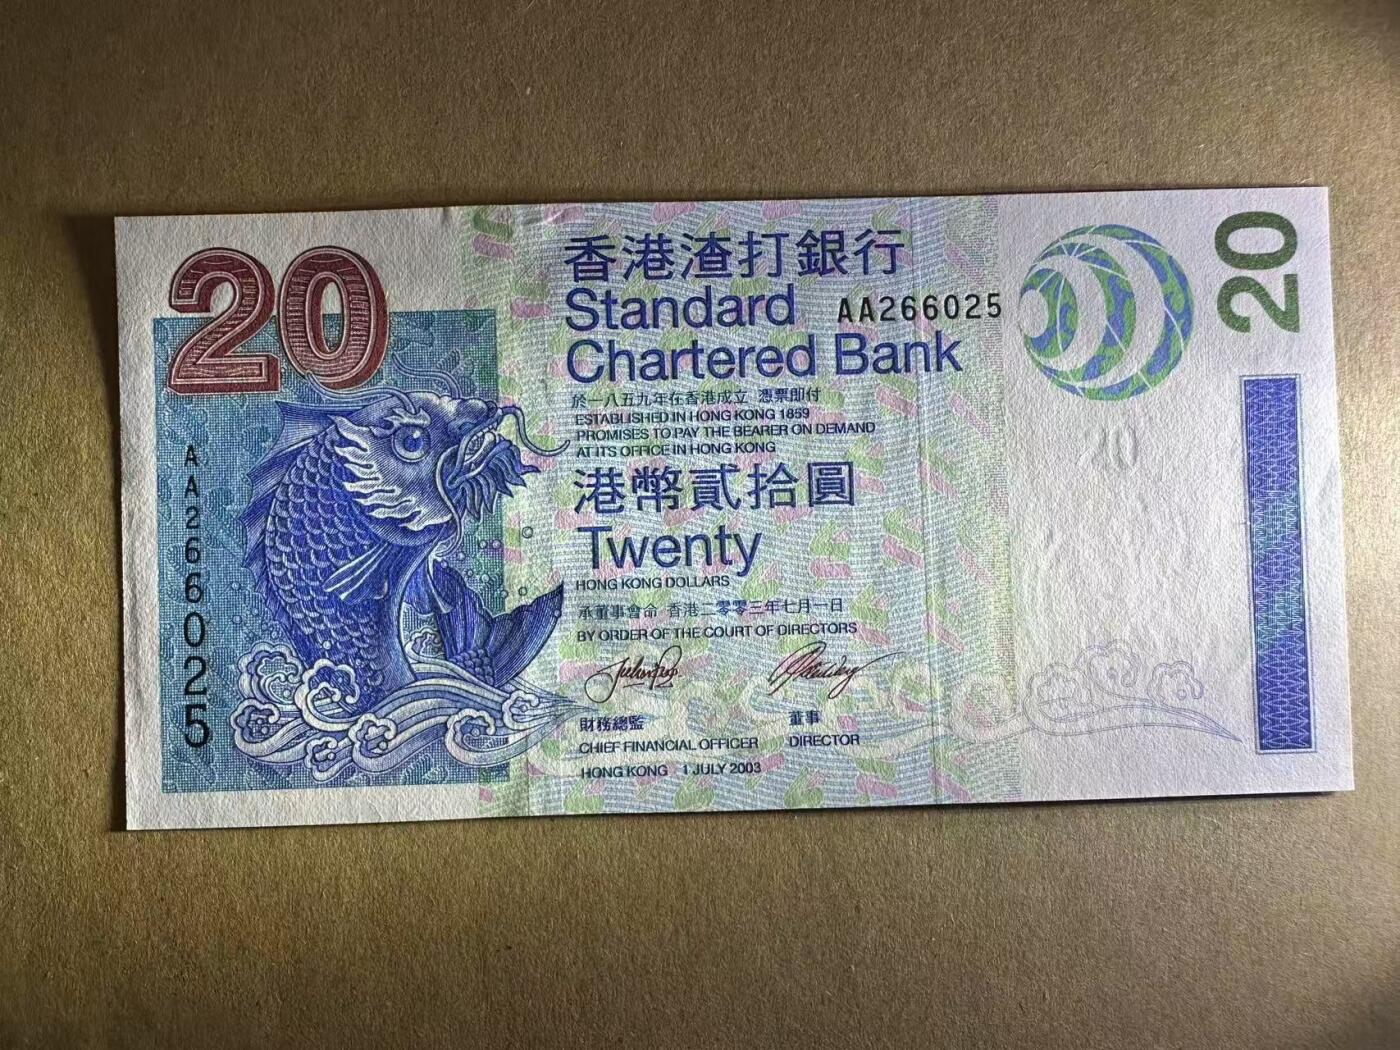 20
AA266025
香港渣打銀行
Standard
AA266025
Chartered Bank
於一八五九年在香港成立 憑票即付
ESTABLISHED IN HONG KONG 1859
PROMISES TO PAY THE BEARER ON DEMAND
AT ITS OFFICE IN HONG KONG
港幣貳拾圓
Twenty
HONG KONG DOLLARS
承董事會命 香港二零零三年七月一日
BY ORDER OF THE COURT OF DIRECTORS
財務總監 董事
CHIEF FINANCIAL OFFICER DIRECTOR
HONG KONG 1 JULY 2003
20
20